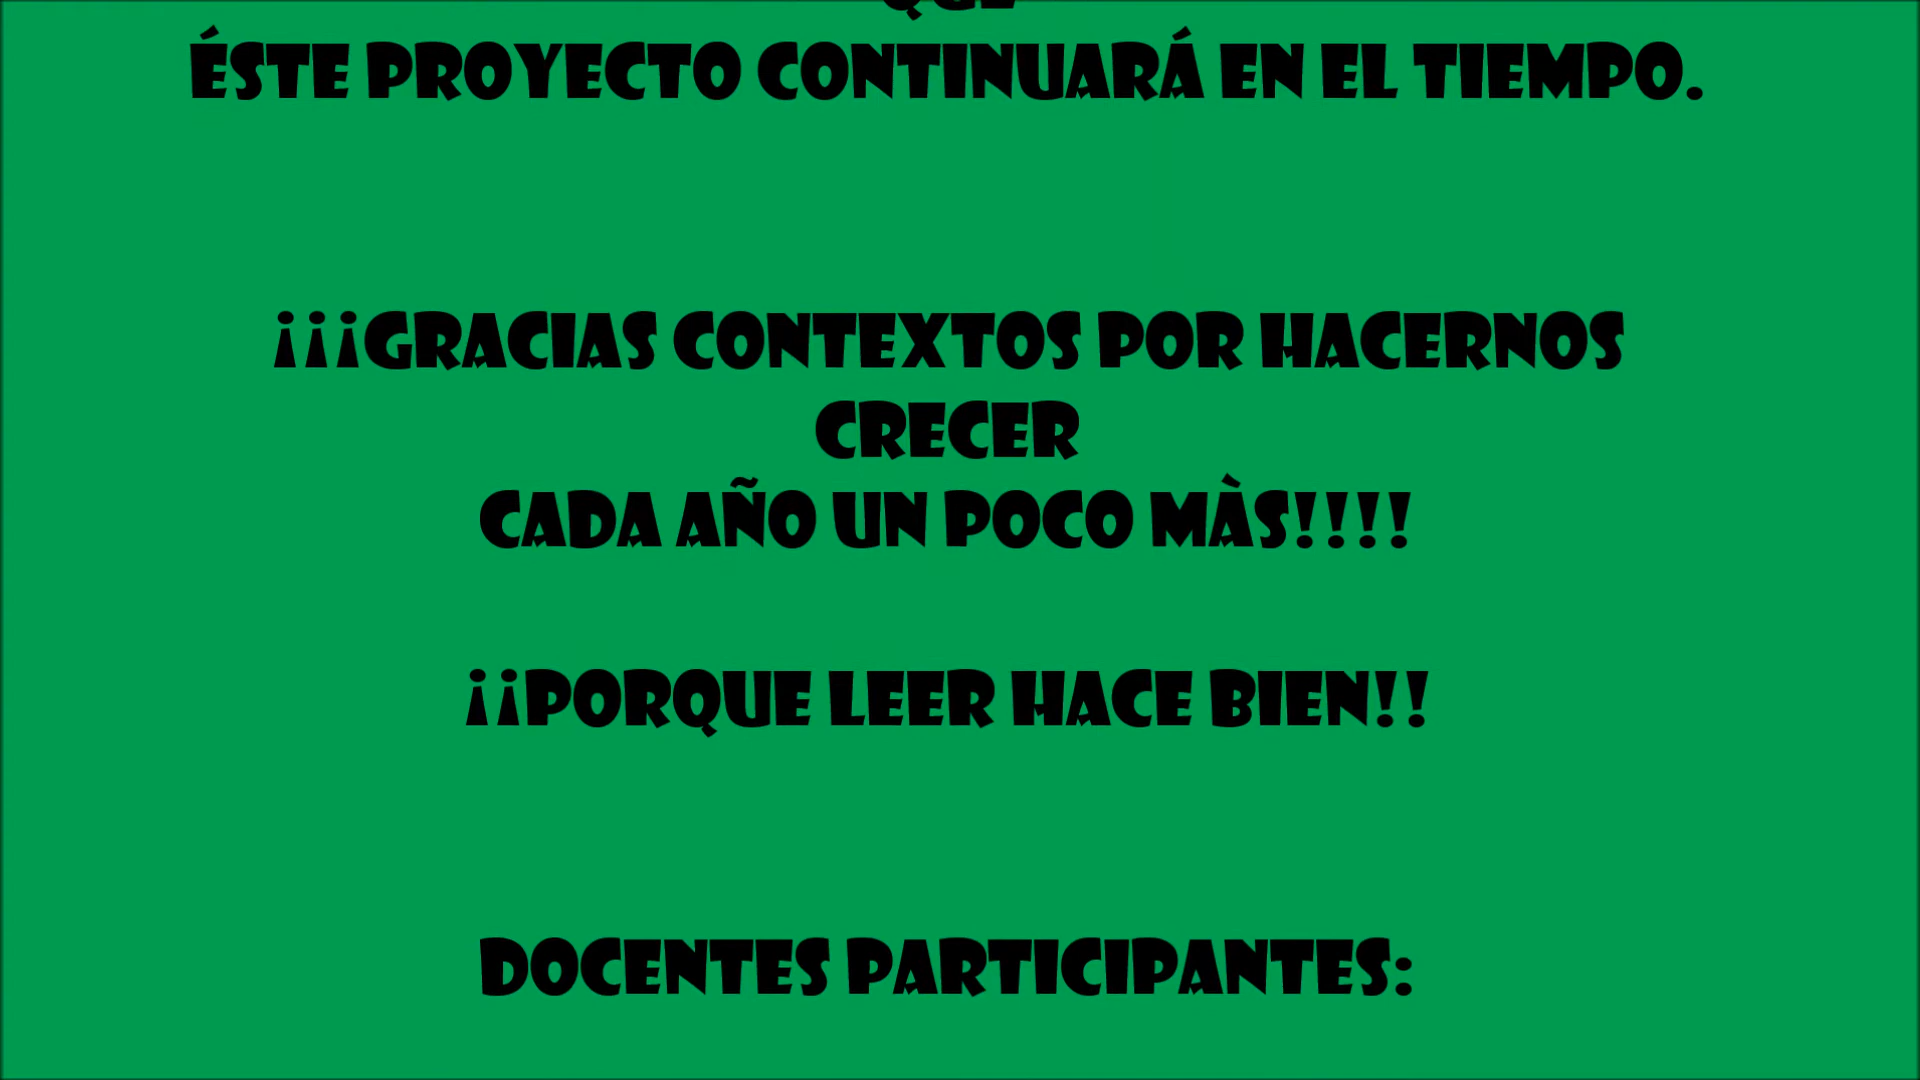 ÉSTE PROYECTO CONTINUARÁ EN EL TIEMPO.
¡¡¡GRACIAS CONTEXTOS POR HACERNOS
CRECER
CADA AÑO UN POCO MÀS!!!!
¡¡PORQUE LEER HACE BIEN!!
DOCENTES PARTICIPANTES: